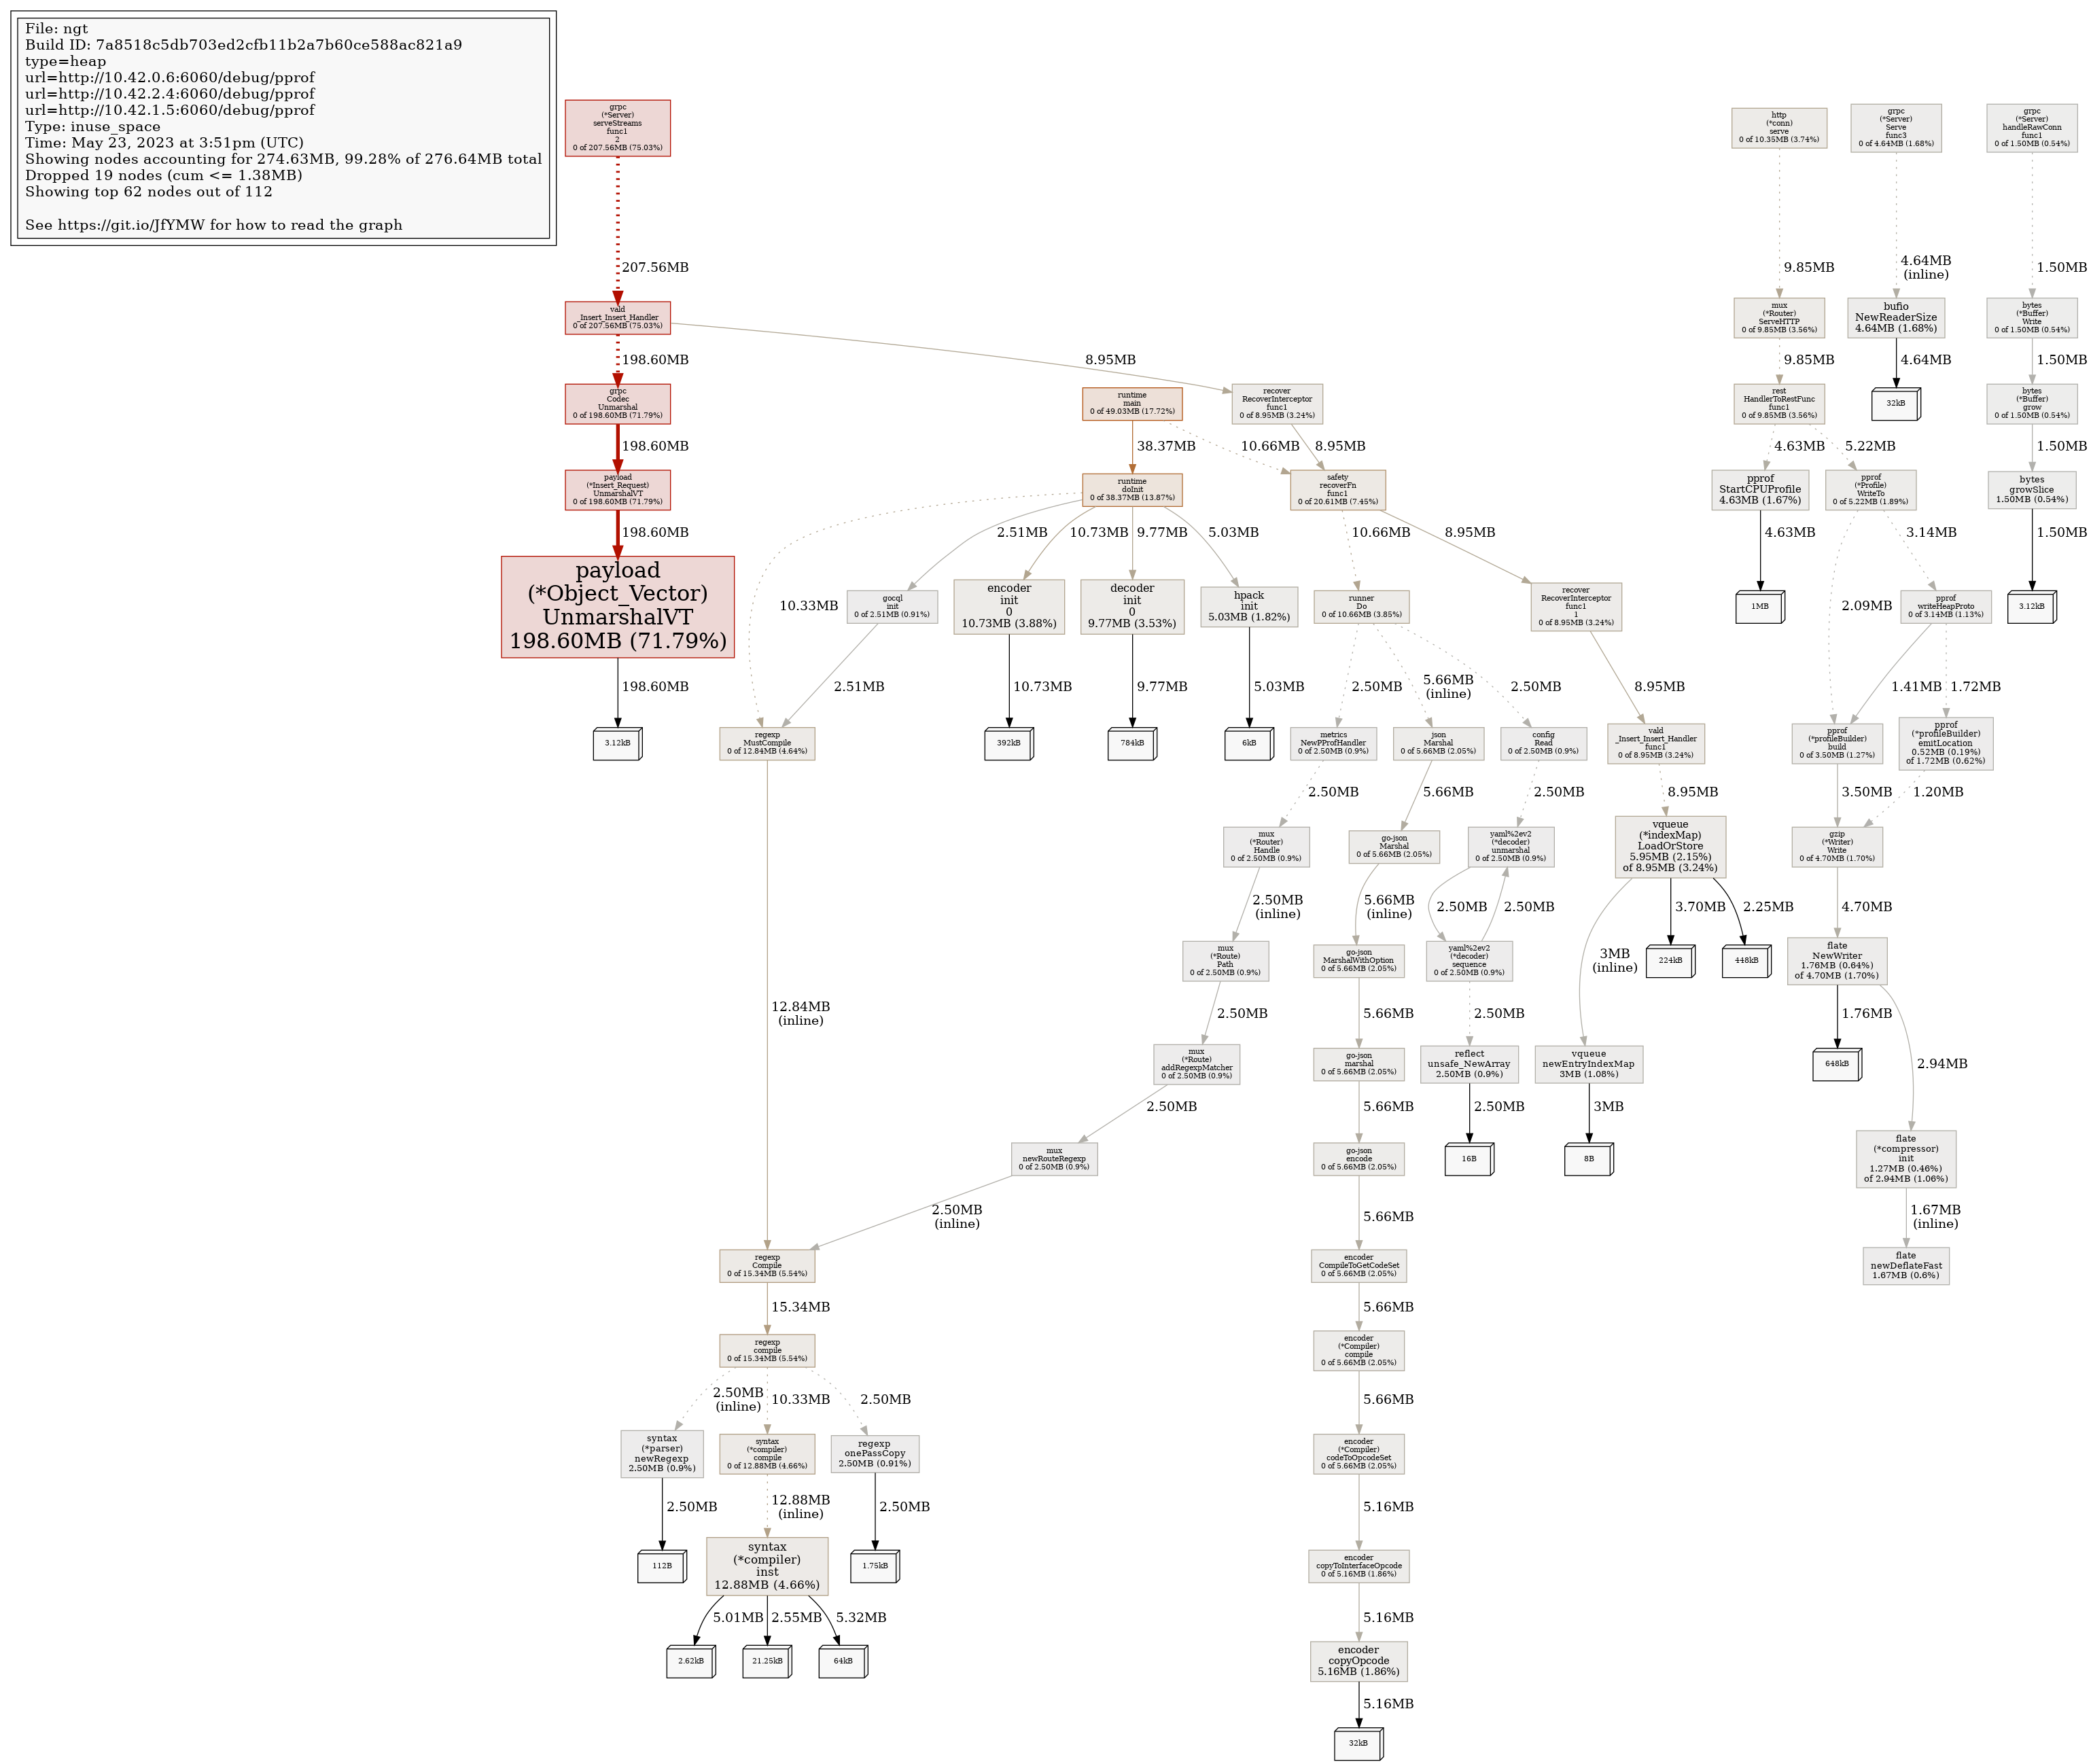 File: ngt
Build ID: 7a8518c5db703ed2cfb11b2a7b60ce588ac821a9
type=heap
url=http://10.42.0.6:6060/debug/pprof
url=http://10.42.2.4:6060/debug/pprof
url=http://10.42.1.5:6060/debug/pprof
Type: inuse_space
Time: May 23, 2023 at 3:51pm (UTC)
Showing nodes accounting for 274.63MB, 99.28% of 276.64MB total
Dropped 19 nodes (cum <= 1.38MB)
Showing top 62 nodes out of 112
See https://git.io/JfYMW for how to read the graph
grpc
(*Server)
serveStreams
func1
2
0 of 207.56MB (75.03%)
http
(*conn)
serve
0 of 10.35MB (3.74%)
grpc
(*Server)
Serve
func3
0 of 4.64MB (1.68%)
grpc
(*Server)
handleRawConn
func1
0 of 1.50MB (0.54%)
207.56MB
9.85MB
4.64MB
(inline)
1.50MB
vald
_Insert_Insert_Handler
0 of 207.56MB (75.03%)
mux
(*Router)
ServeHTTP
0 of 9.85MB (3.56%)
bufio
NewReaderSize
4.64MB (1.68%)
bytes
(*Buffer)
Write
0 of 1.50MB (0.54%)
198.60MB
8.95MB
9.85MB
4.64MB
1.50MB
grpc
Codec
Unmarshal
0 of 198.60MB (71.79%)
runtime
main
0 of 49.03MB (17.72%)
recover
RecoverInterceptor
func1
0 of 8.95MB (3.24%)
rest
HandlerToRestFunc
func1
0 of 9.85MB (3.56%)
32kB
bytes
(*Buffer)
grow
0 of 1.50MB (0.54%)
198.60MB
38.37MB
10.66MB
8.95MB
4.63MB
5.22MB
1.50MB
payload
(*Insert_Request)
UnmarshalVT
0 of 198.60MB (71.79%)
runtime
doInit
0 of 38.37MB (13.87%)
safety
recoverFn
func1
0 of 20.61MB (7.45%)
pprof
StartCPUProfile
4.63MB (1.67%)
pprof
(*Profile)
WriteTo
0 of 5.22MB (1.89%)
bytes
growSlice
1.50MB (0.54%)
198.60MB
2.51MB
10.73MB
9.77MB
5.03MB
10.66MB
8.95MB
4.63MB
3.14MB
1.50MB
payload
(*Object_Vector)
UnmarshalVT
198.60MB (71.79%)
10.33MB
gocql
init
0 of 2.51MB (0.91%)
encoder
init
0
10.73MB (3.88%)
decoder
init
0
9.77MB (3.53%)
hpack
init
5.03MB (1.82%)
runner
Do
0 of 10.66MB (3.85%)
recover
RecoverInterceptor
func1
1
0 of 8.95MB (3.24%)
1MB
2.09MB
pprof
writeHeapProto
0 of 3.14MB (1.13%)
3.12kB
198.60MB
2.51MB
10.73MB
9.77MB
5.03MB
2.50MB
5.66MB
(inline)
2.50MB
8.95MB
1.41MB
1.72MB
3.12kB
regexp
MustCompile
0 of 12.84MB (4.64%)
392kB
784kB
6kB
metrics
NewPProfHandler
0 of 2.50MB (0.9%)
json
Marshal
0 of 5.66MB (2.05%)
config
Read
0 of 2.50MB (0.9%)
vald
_Insert_Insert_Handler
func1
0 of 8.95MB (3.24%)
pprof
(*profileBuilder)
build
0 of 3.50MB (1.27%)
pprof
(*profileBuilder)
emitLocation
0.52MB (0.19%)
of 1.72MB (0.62%)
2.50MB
5.66MB
2.50MB
8.95MB
3.50MB
1.20MB
mux
(*Router)
Handle
0 of 2.50MB (0.9%)
go-json
Marshal
0 of 5.66MB (2.05%)
yaml%2ev2
(*decoder)
unmarshal
0 of 2.50MB (0.9%)
vqueue
(*indexMap)
LoadOrStore
5.95MB (2.15%)
of 8.95MB (3.24%)
gzip
(*Writer)
Write
0 of 4.70MB (1.70%)
2.50MB
(inline)
5.66MB
(inline)
2.50MB
2.50MB
3.70MB
2.25MB
4.70MB
mux
(*Route)
Path
0 of 2.50MB (0.9%)
go-json
MarshalWithOption
0 of 5.66MB (2.05%)
yaml%2ev2
(*decoder)
sequence
0 of 2.50MB (0.9%)
3MB
(inline)
224kB
448kB
flate
NewWriter
1.76MB (0.64%)
of 4.70MB (1.70%)
12.84MB
(inline)
2.50MB
5.66MB
2.50MB
1.76MB
mux
(*Route)
addRegexpMatcher
0 of 2.50MB (0.9%)
go-json
marshal
0 of 5.66MB (2.05%)
reflect
unsafe_NewArray
2.50MB (0.9%)
vqueue
newEntryIndexMap
3MB (1.08%)
648kB
2.94MB
2.50MB
5.66MB
2.50MB
3MB
mux
newRouteRegexp
0 of 2.50MB (0.9%)
go-json
encode
0 of 5.66MB (2.05%)
16B
8B
flate
(*compressor)
init
1.27MB (0.46%)
of 2.94MB (1.06%)
2.50MB
(inline)
5.66MB
1.67MB
(inline)
regexp
Compile
0 of 15.34MB (5.54%)
encoder
CompileToGetCodeSet
0 of 5.66MB (2.05%)
flate
newDeflateFast
1.67MB (0.6%)
15.34MB
5.66MB
regexp
compile
0 of 15.34MB (5.54%)
encoder
(*Compiler)
compile
0 of 5.66MB (2.05%)
2.50MB
(inline)
10.33MB
2.50MB
5.66MB
syntax
(*parser)
newRegexp
2.50MB (0.9%)
syntax
(*compiler)
compile
0 of 12.88MB (4.66%)
regexp
onePassCopy
2.50MB (0.91%)
encoder
(*Compiler)
codeToOpcodeSet
0 of 5.66MB (2.05%)
2.50MB
12.88MB
(inline)
2.50MB
5.16MB
112B
syntax
(*compiler)
inst
12.88MB (4.66%)
1.75kB
encoder
copyToInterfaceOpcode
0 of 5.16MB (1.86%)
5.01MB
2.55MB
5.32MB
5.16MB
2.62kB
21.25kB
64kB
encoder
copyOpcode
5.16MB (1.86%)
5.16MB
32kB